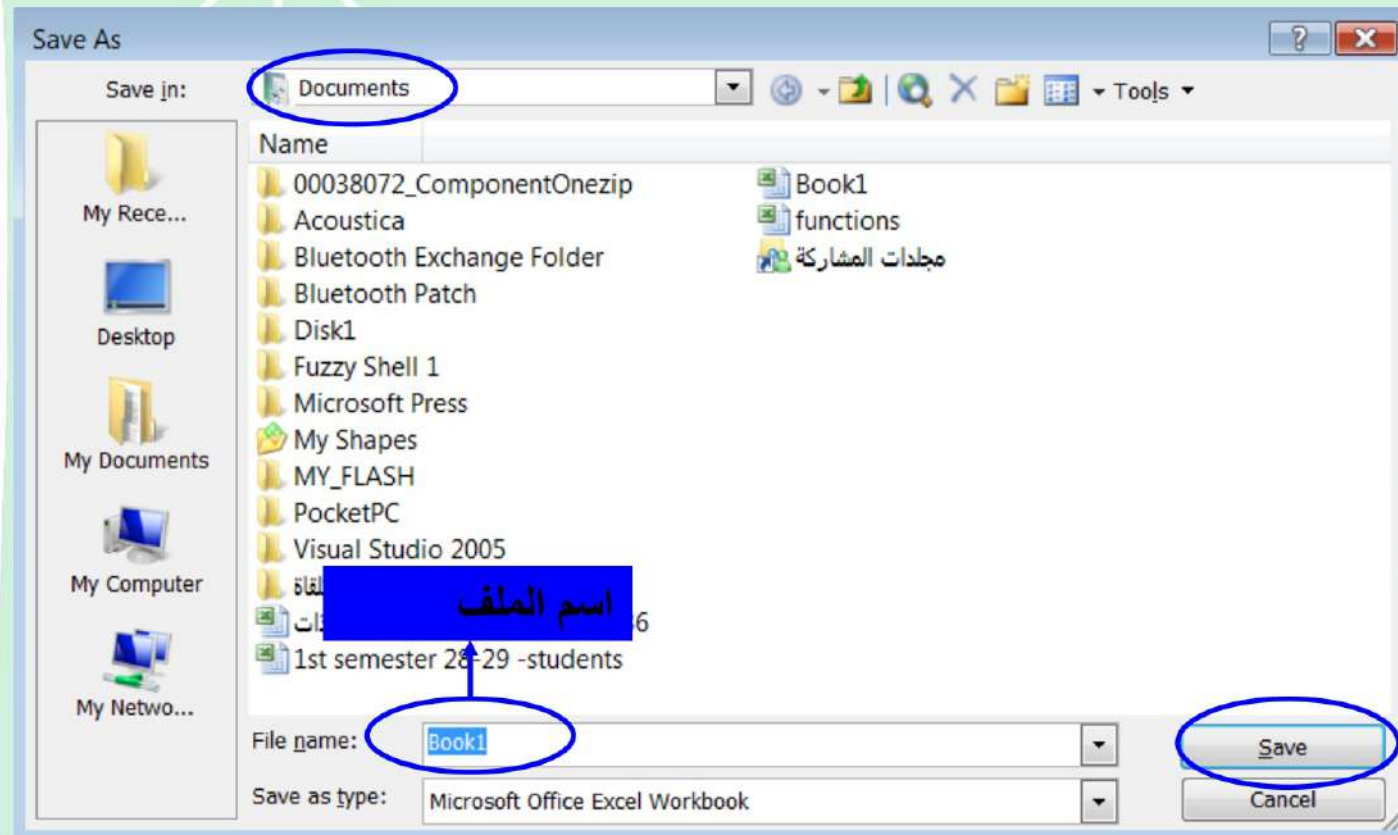 Save As
Save in:
Documents
Tools
My Rece...
Desktop
My Documents
My Computer
My Netwo...
Name
00038072_ComponentOnezip
Acoustica
Bluetooth Exchange Folder
Bluetooth Patch
Disk1
Fuzzy Shell 1
Microsoft Press
My Shapes
MY_FLASH
PocketPC
Visual Studio 2005
1st semester 28-29 -students
Book1
functions
مجلدات المشاركة
اسم الملف
File name:
Book1
Save
Save as type:
Microsoft Office Excel Workbook
Cancel